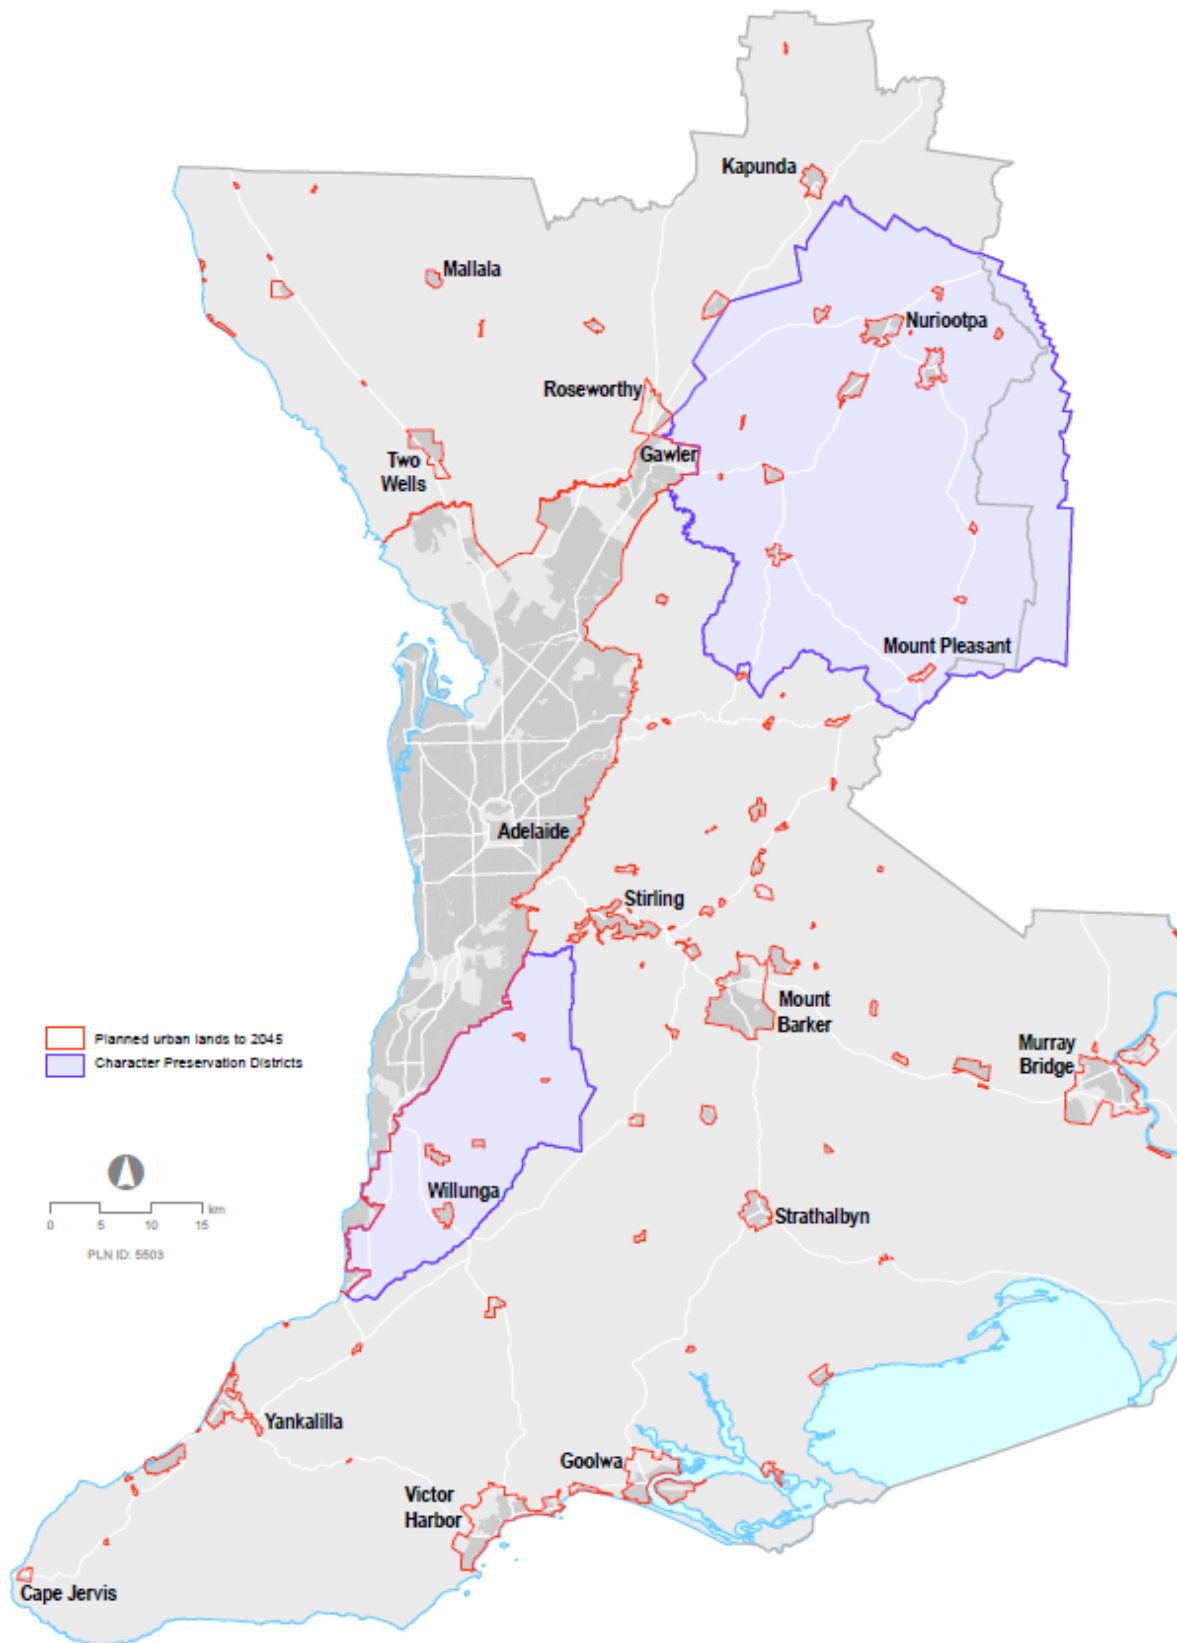 Kapunda
Mallala
Nuriootpa
Roseworthy
Gawler
Two
Wells
Mount Pleasant
Adelaide
Stirling
Mount
Barker
Murray
Bridge
Planned urban lands to 2045
Character Preservation Districts
Willunga
Strathalbyn
km
0 5 10 15
PLN ID: 5503
Yankalilla
Goolwa
Victor
Harbor
Cape Jervis